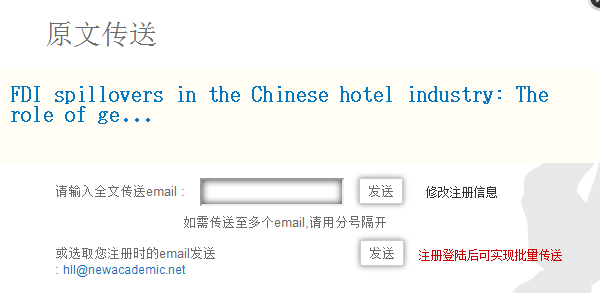 原文传送
FDI spillovers in the Chinese hotel industry: The
role of ge...
请输入全文传送email : 发送 修改注册信息
如需传送至多个email,请用分号隔开
或选取您注册时的email发送 发送 注册登陆后可实现批量传送
: hll@newacademic.net